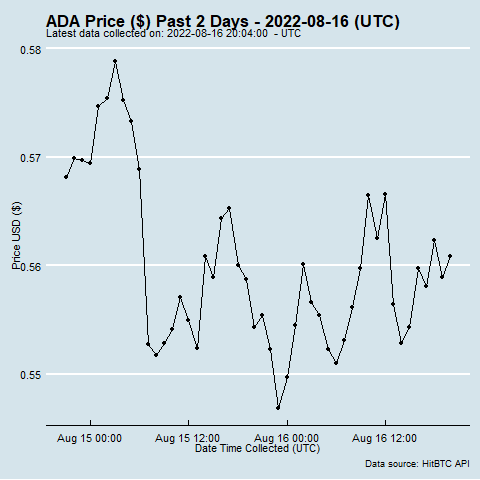 ADA Price ($) Past 2 Days - 2022-08-16 (UTC)
Latest data collected on: 2022-08-16 20:04:00  - UTC
0.58
0.57
0.56
0.55
Price USD ($)
Aug 15 00:00
Aug 15 12:00
Aug 16 00:00
Aug 16 12:00
Date Time Collected (UTC)
Data source: HitBTC API